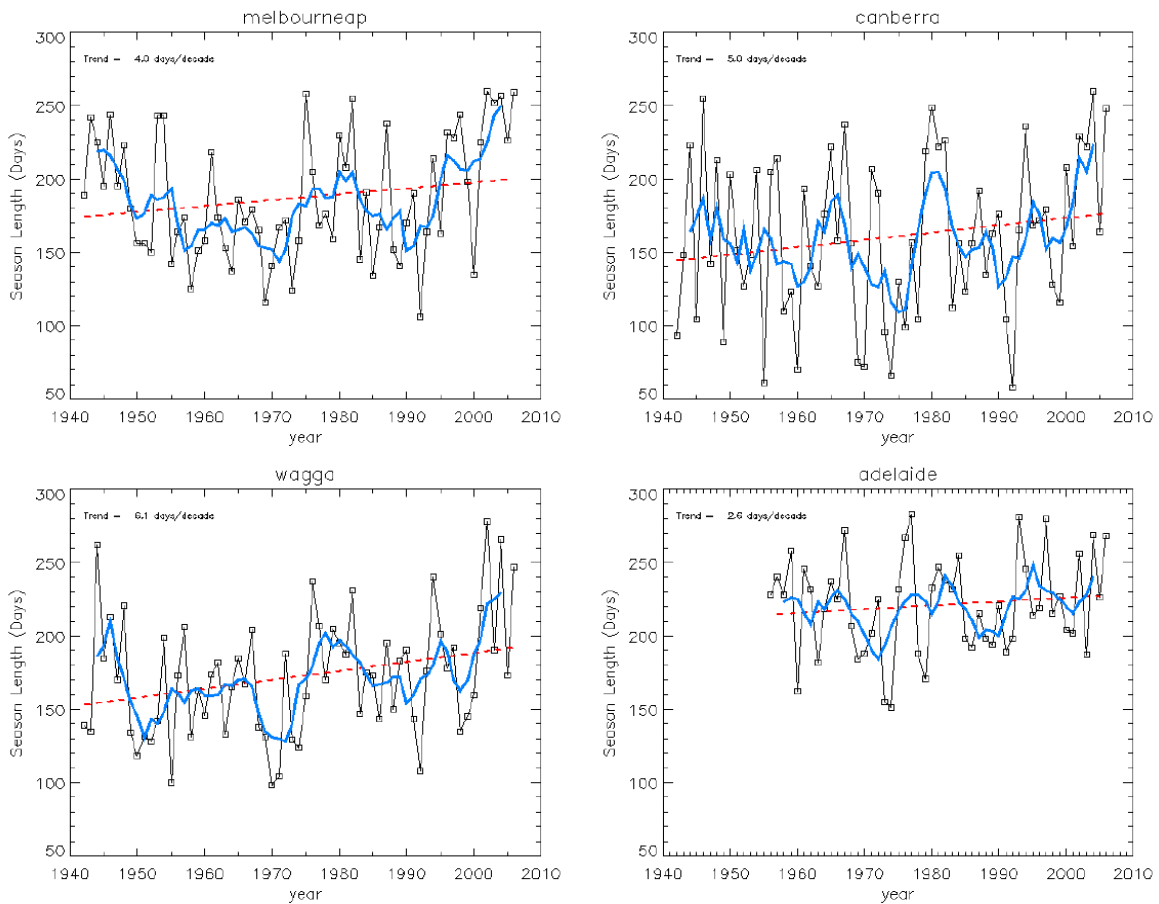 melbourneap
300
250
200
150
100
50
Season Length (Days)
Trend = 4.0 days/decade
1940 1950 1960 1970 1980 1990 2000 2010
year
canberra
300
250
200
150
100
50
Season Length (Days)
Trend = 5.0 days/decade
1940 1950 1960 1970 1980 1990 2000 2010
year
wagga
300
250
200
150
100
50
Season Length (Days)
Trend = 6.1 days/decade
1940 1950 1960 1970 1980 1990 2000 2010
year
adelaide
300
250
200
150
100
50
Season Length (Days)
Trend = 2.6 days/decade
1940 1950 1960 1970 1980 1990 2000 2010
year